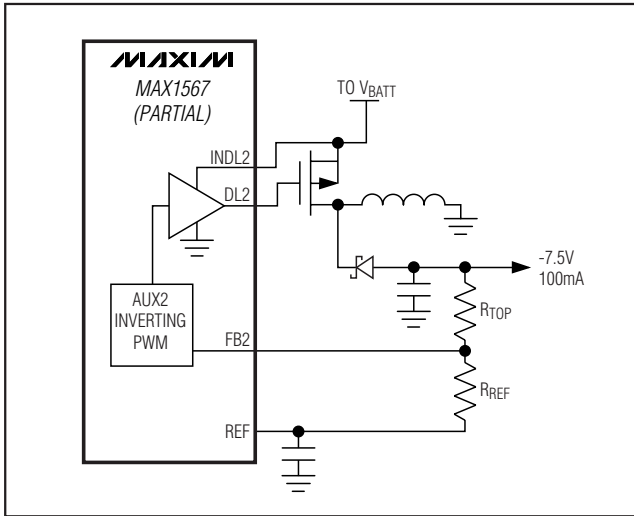 MAXIM
MAX1567
(PARTIAL)
TO VBATT
INDL2
DL2
-7.5V
100mA
AUX2
INVERTING
PWM
RTOP
FB2
RREF
REF